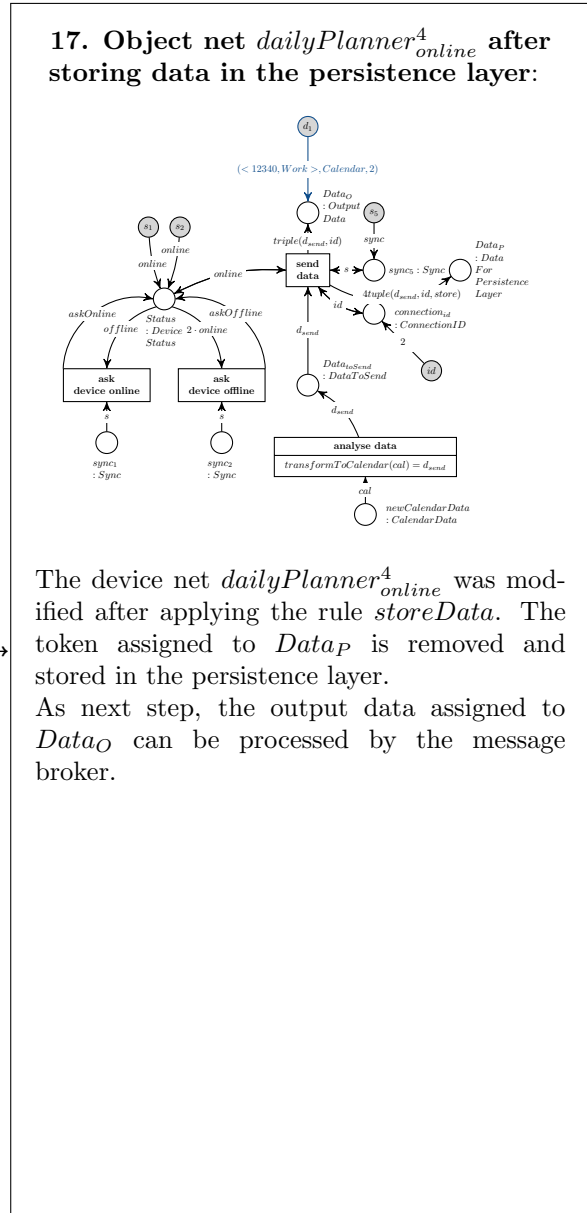 17. Object net dailyPlanner⁴online after
storing data in the persistence layer:
d₁
(< 12340, Work >, Calendar, 2)
Data_O
: Output
Data
s₁
s₂
s₅
online
online
triple(d_send, id)
sync
online
send
data
s
sync₅ : Sync
Data_P
: Data
For
Persistence
Layer
4tuple(d_send, id, store)
id
connection_id
: ConnectionID
2
id
askOnline
offline
Status
: Device
Status
2 · online
askOffline
d_send
ask
device online
ask
device offline
s
s
sync₁
: Sync
sync₂
: Sync
Data_toSend
: DataToSend
d_send
analyse data
transformToCalendar(cal) = d_send
cal
newCalendarData
: CalendarData
The device net dailyPlanner⁴online was mod-
ified after applying the rule storeData. The
token assigned to Data_P is removed and
stored in the persistence layer.
As next step, the output data assigned to
Data_O can be processed by the message
broker.